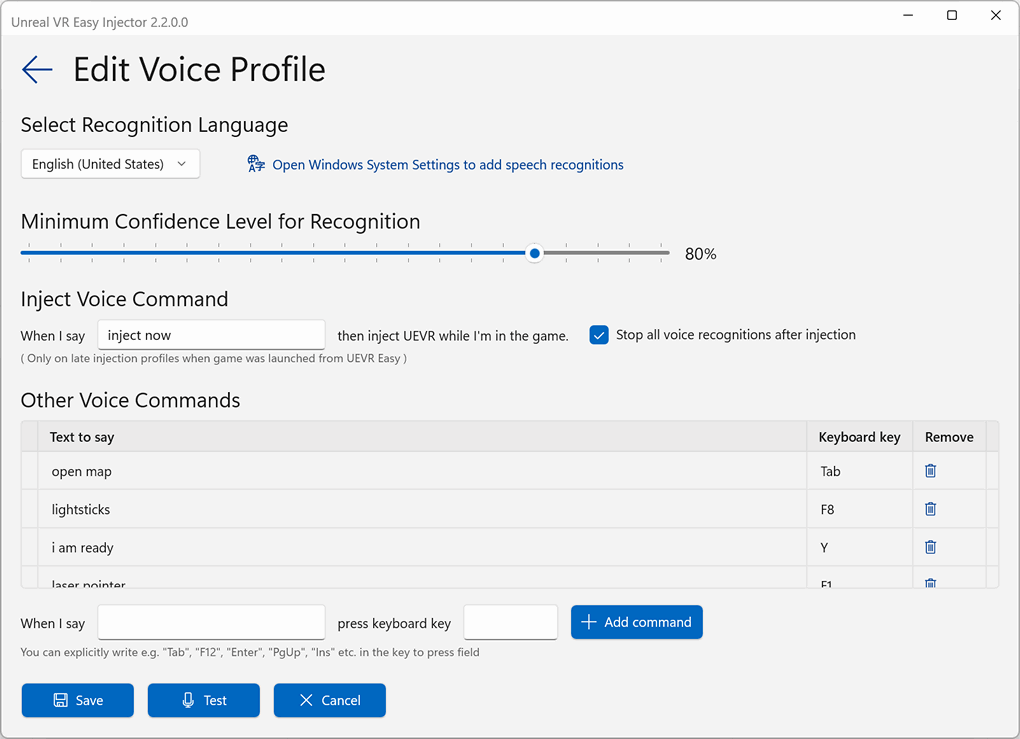 Unreal VR Easy Injector 2.2.0.0
Edit Voice Profile
Select Recognition Language
English (United States) Open Windows System Settings to add speech recognitions
Minimum Confidence Level for Recognition
80%
Inject Voice Command
When I say inject now then inject UEVR while I'm in the game. Stop all voice recognitions after injection
( Only on late injection profiles when game was launched from UEVR Easy )
Other Voice Commands
Text to say Keyboard key Remove
open map Tab
lightsticks F8
i am ready Y
laser pointer F1
When I say press keyboard key Add command
You can explicitly write e.g. "Tab", "F12", "Enter", "PgUp", "Ins" etc. in the key to press field
Save Test Cancel